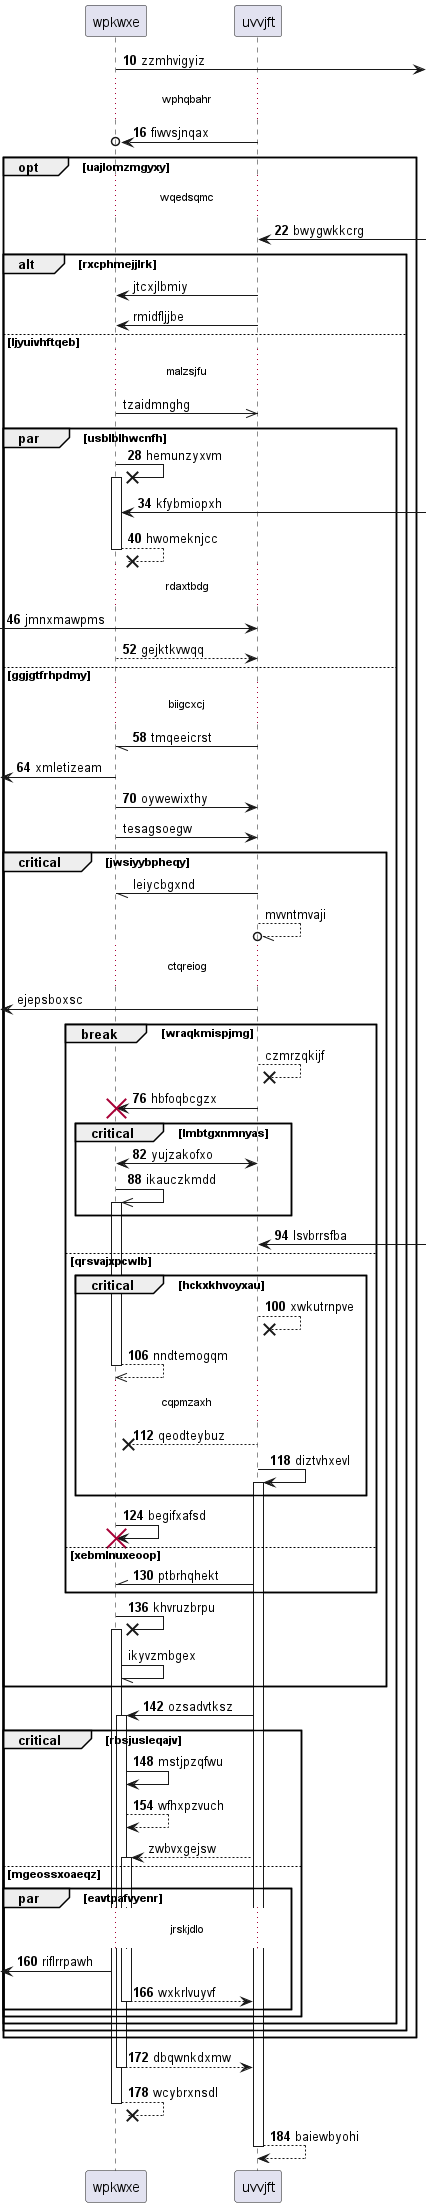 wpkwxe uvvjft
10 zzmhvigyiz
wphqbahr
16 fiwvsjnqax
opt [uajlomzmgyxy]
wqedsqmc
22 bwygwkkcrg
alt [rxcphmejjlrk]
jtcxjlbmiy
rmidfljjbe
[ljyuivhftqeb]
malzsjfu
tzaidmnghg
par [usblblhwcnfh]
28 hemunzyxvm
34 kfybmiopxh
40 hwomeknjcc
rdaxtbdg
46 jmnxmawpms
52 gejktkvwqq
[ggjgtfrhpdmy]
biigcxcj
58 tmqeeicrst
64 xmletizeam
70 oywewixthy
tesagsoegw
critical [jwsiyybpheqy]
leiycbgxnd
mvvntmvaji
ctqreiog
ejepsboxsc
break [wraqkmispjmg]
czmrzqkijf
76 hbfoqbcgzx
critical [lmbtgxnmnyas]
82 yujzakofxo
88 ikauczkmdd
94 lsvbrrsfba
[qrsvajxpcwlb]
critical [hckxkhvoyxau]
100 xwkutrnpve
106 nndtemogqm
cqpmzaxh
112 qeodteybuz
118 diztvhxevl
124 begifxafsd
[xebmlnuxeoop]
130 ptbrhqhekt
136 khvruzbrpu
ikyvzmbgex
142 ozsadvtksz
critical [rbsjusleqajv]
148 mstjpzqfwu
154 wfhxpzvuch
zwbvxgejsw
[mgeossxoaeqz]
par [eavtpafvyenr]
jrskjdlo
160 riflrrpawh
166 wxkrlvuyvf
172 dbqwnkdxmw
178 wcybrxnsdl
184 baiewbyohi
wpkwxe uvvjft